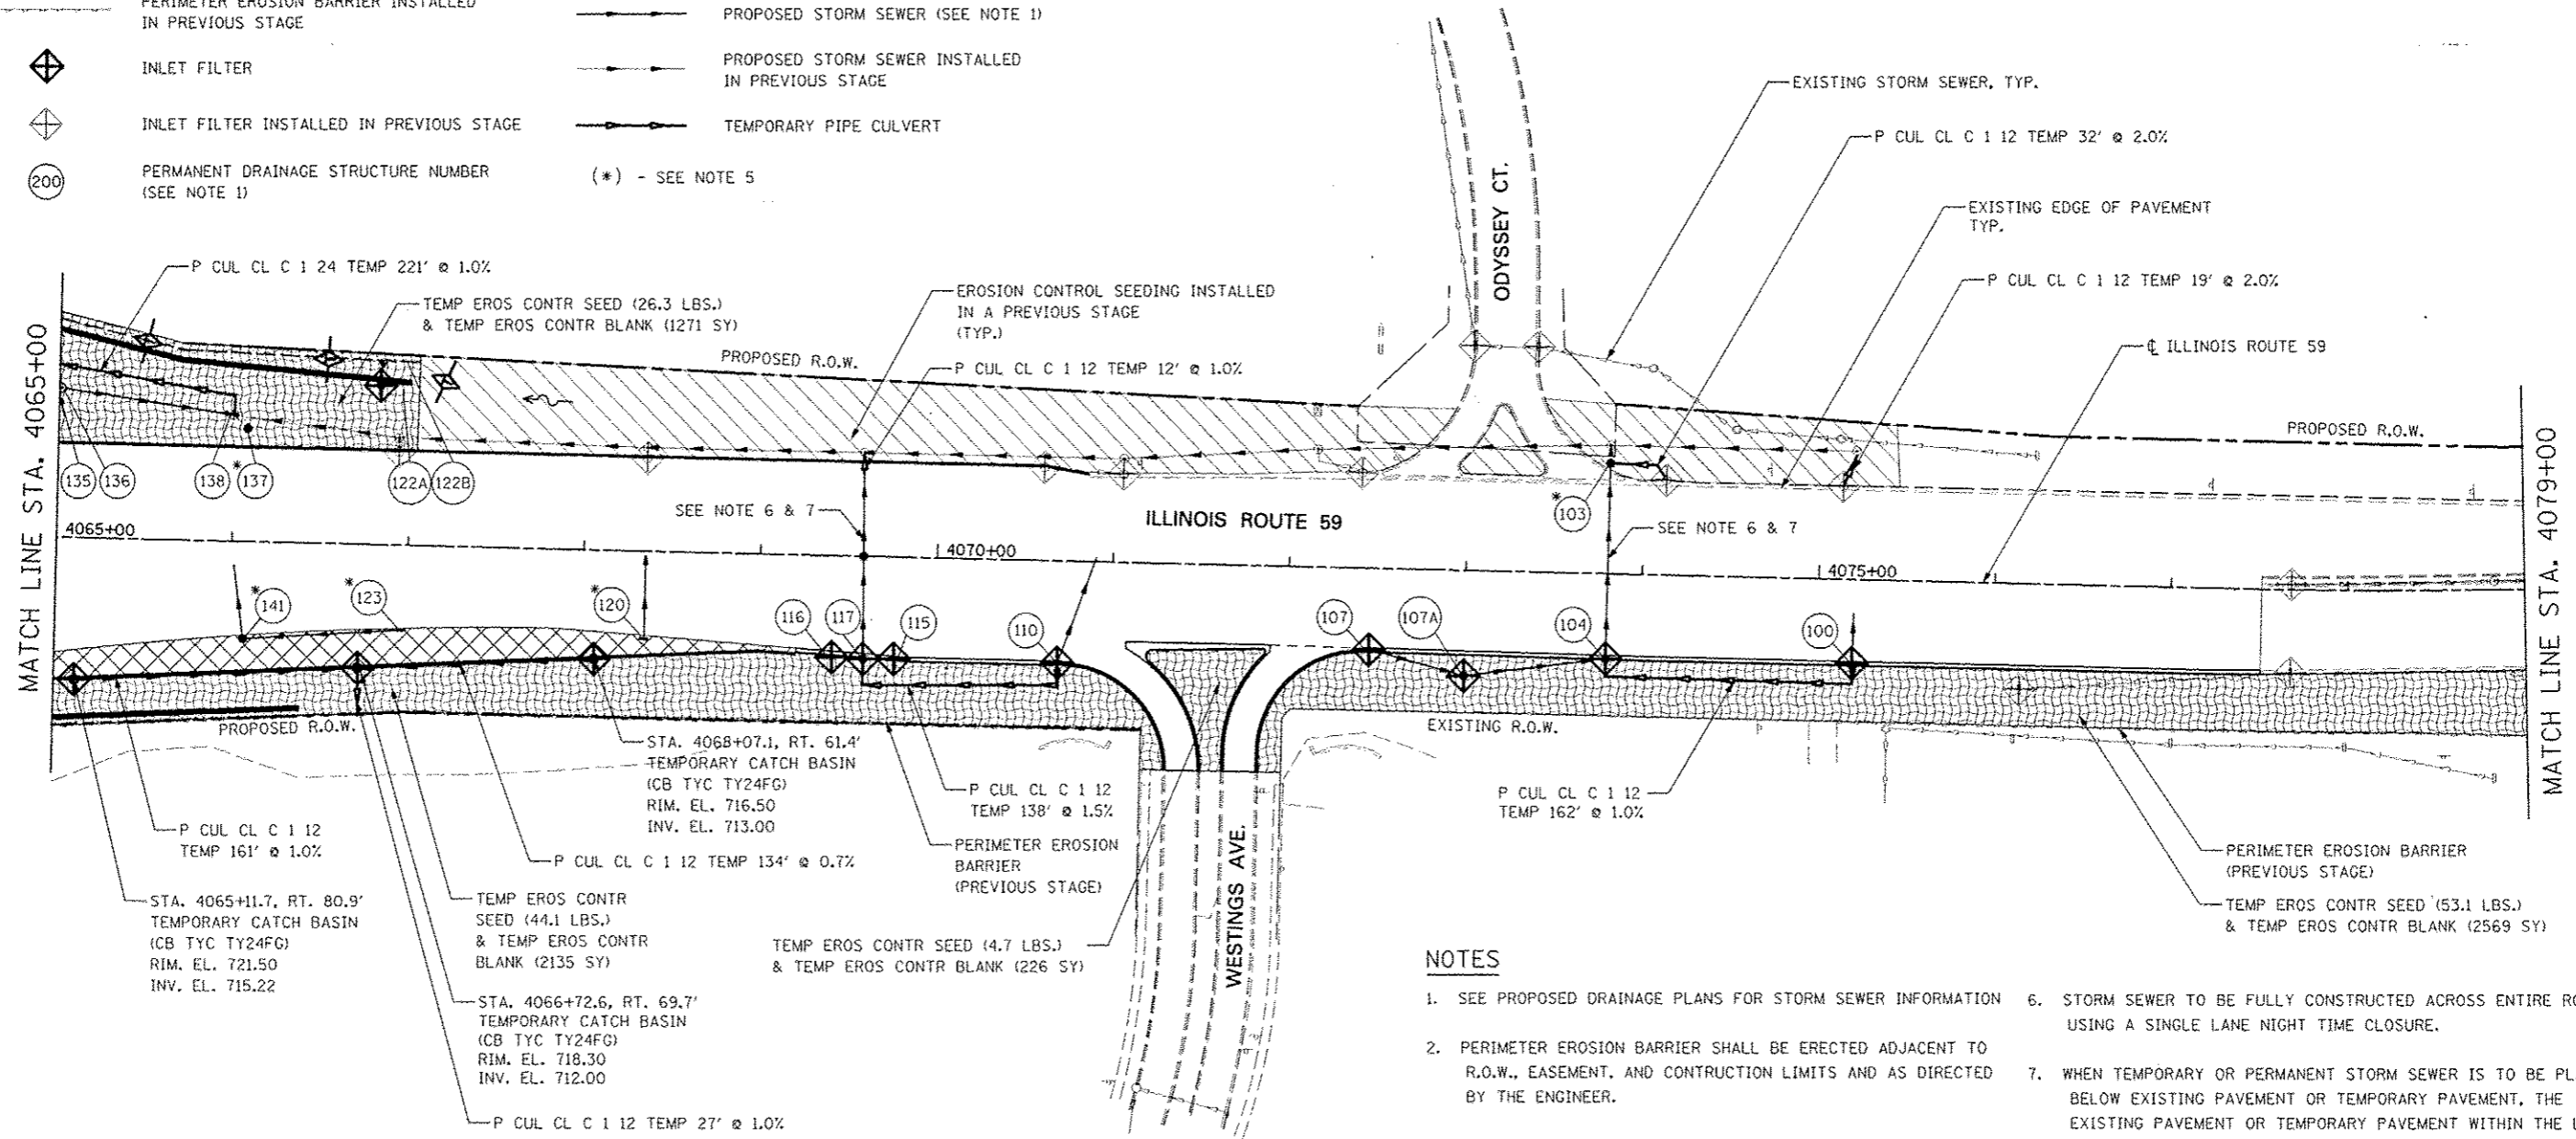 PERIMETER EROSION BARRIER INSTALLED
IN PREVIOUS STAGE
INLET FILTER
INLET FILTER INSTALLED IN PREVIOUS STAGE
200
PERMANENT DRAINAGE STRUCTURE NUMBER
(SEE NOTE 1)
PROPOSED STORM SEWER (SEE NOTE 1)
PROPOSED STORM SEWER INSTALLED
IN PREVIOUS STAGE
TEMPORARY PIPE CULVERT
(*) - SEE NOTE 5
EXISTING STORM SEWER, TYP.
P CUL CL C 1 12 TEMP 32' @ 2.0%
EXISTING EDGE OF PAVEMENT
TYP.
P CUL CL C 1 12 TEMP 19' @ 2.0%
℄ ILLINOIS ROUTE 59
ODYSSEY CT.
P CUL CL C 1 24 TEMP 221' @ 1.0%
TEMP EROS CONTR SEED (26.3 LBS.)
& TEMP EROS CONTR BLANK (1271 SY)
EROSION CONTROL SEEDING INSTALLED
IN A PREVIOUS STAGE
(TYP.)
PROPOSED R.O.W.
P CUL CL C 1 12 TEMP 12' @ 1.0%
PROPOSED R.O.W.
MATCH LINE STA. 4065+00
MATCH LINE STA. 4079+00
135
136
138
*
137
122A
122B
*
103
SEE NOTE 6 & 7
ILLINOIS ROUTE 59
SEE NOTE 6 & 7
4065+00
4070+00
4075+00
*
141
*
123
*
120
116
117
115
110
107
107A
104
100
PROPOSED R.O.W.
EXISTING R.O.W.
STA. 4068+07.1, RT. 61.4'
TEMPORARY CATCH BASIN
(CB TYC TY24FG)
RIM. EL. 716.50
INV. EL. 713.00
P CUL CL C 1 12
TEMP 138' @ 1.5%
P CUL CL C 1 12
TEMP 162' @ 1.0%
P CUL CL C 1 12
TEMP 161' @ 1.0%
P CUL CL C 1 12 TEMP 134' @ 0.7%
PERIMETER EROSION
BARRIER
(PREVIOUS STAGE)
WESTINGS AVE.
PERIMETER EROSION BARRIER
(PREVIOUS STAGE)
STA. 4065+11.7, RT. 80.9'
TEMPORARY CATCH BASIN
(CB TYC TY24FG)
RIM. EL. 721.50
INV. EL. 715.22
TEMP EROS CONTR
SEED (44.1 LBS.)
& TEMP EROS CONTR
BLANK (2135 SY)
TEMP EROS CONTR SEED (4.7 LBS.)
& TEMP EROS CONTR BLANK (226 SY)
TEMP EROS CONTR SEED (53.1 LBS.)
& TEMP EROS CONTR BLANK (2569 SY)
STA. 4066+72.6, RT. 69.7'
TEMPORARY CATCH BASIN
(CB TYC TY24FG)
RIM. EL. 718.30
INV. EL. 712.00
P CUL CL C 1 12 TEMP 27' @ 1.0%
NOTES
1. SEE PROPOSED DRAINAGE PLANS FOR STORM SEWER INFORMATION
2. PERIMETER EROSION BARRIER SHALL BE ERECTED ADJACENT TO
R.O.W., EASEMENT, AND CONTRUCTION LIMITS AND AS DIRECTED
BY THE ENGINEER.
6. STORM SEWER TO BE FULLY CONSTRUCTED ACROSS ENTIRE
USING A SINGLE LANE NIGHT TIME CLOSURE.
7. WHEN TEMPORARY OR PERMANENT STORM SEWER IS TO BE
BELOW EXISTING PAVEMENT OR TEMPORARY PAVEMENT, THE
EXISTING PAVEMENT OR TEMPORARY PAVEMENT WITHIN THE